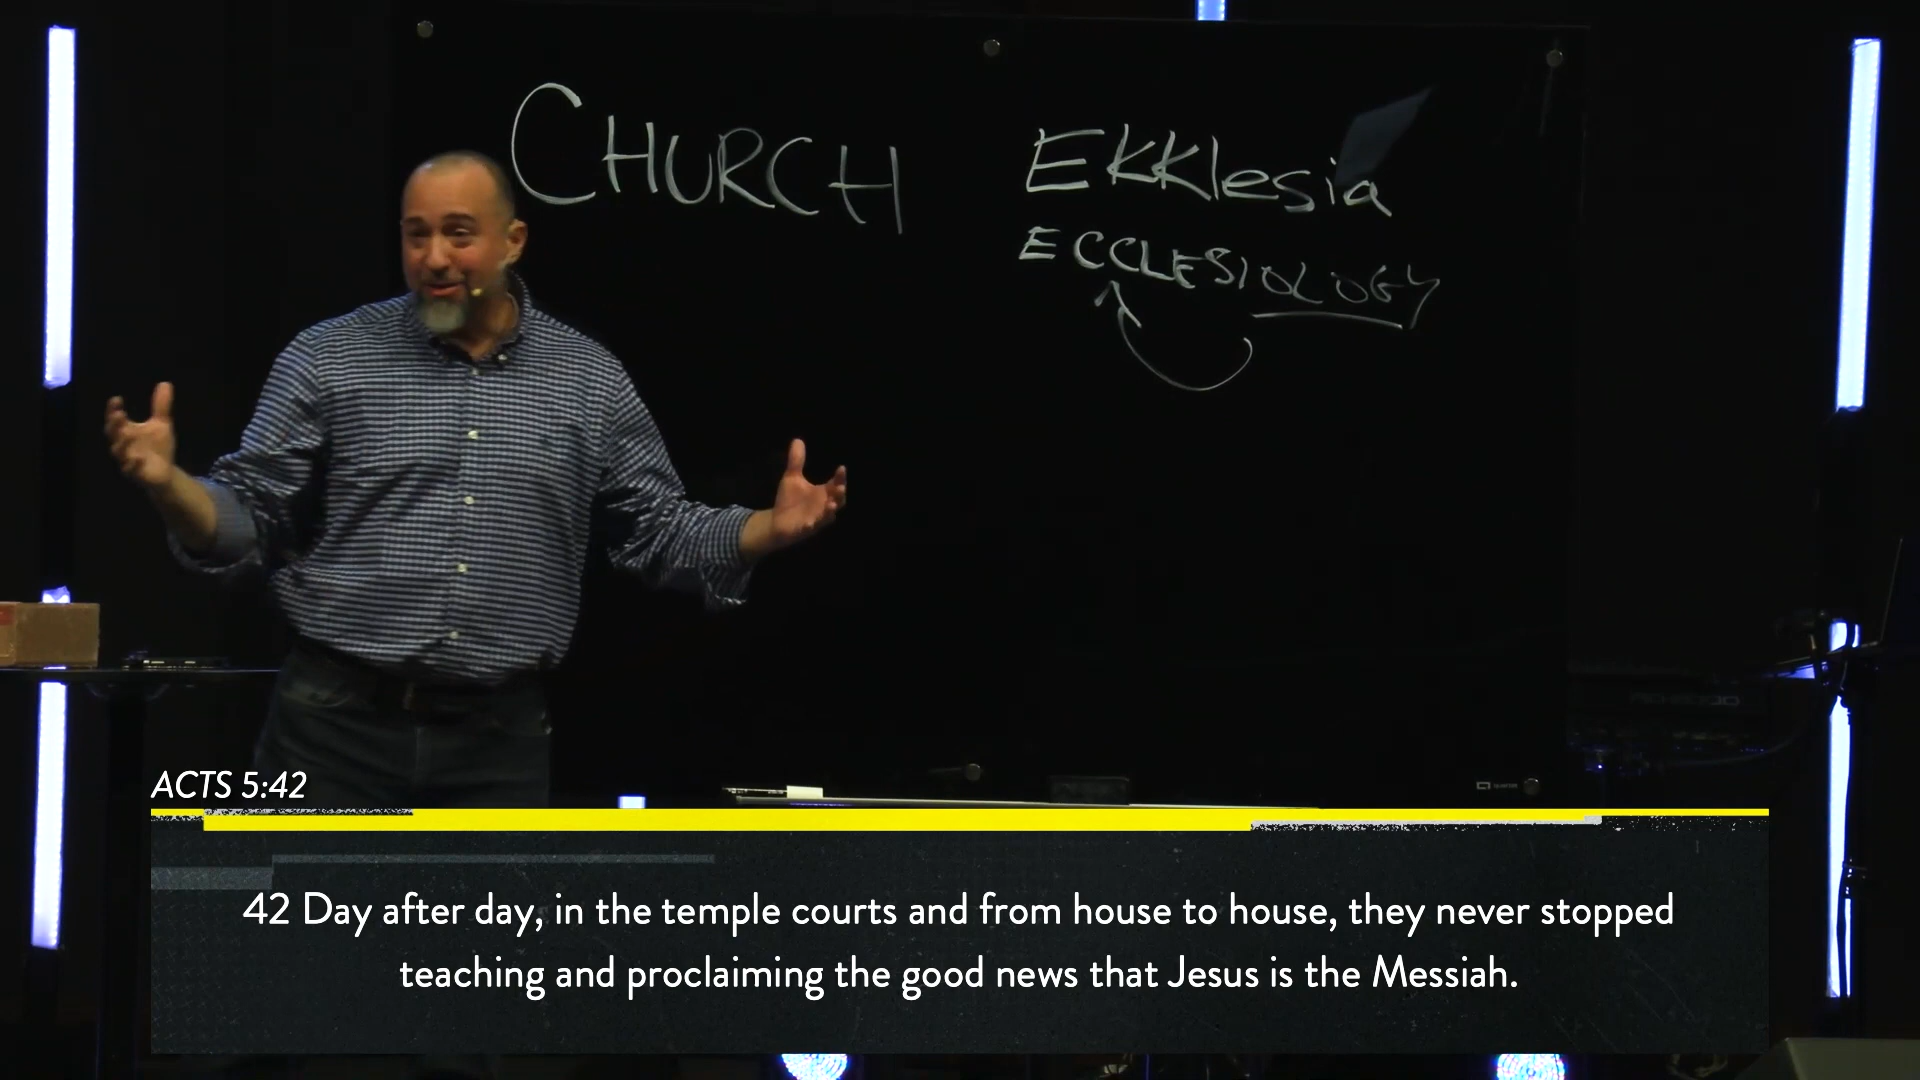 CHURCH
EKKlesia
ECCLESIOLOGY
ACTS 5:42
42 Day after day, in the temple courts and from house to house, they never stopped
teaching and proclaiming the good news that Jesus is the Messiah.